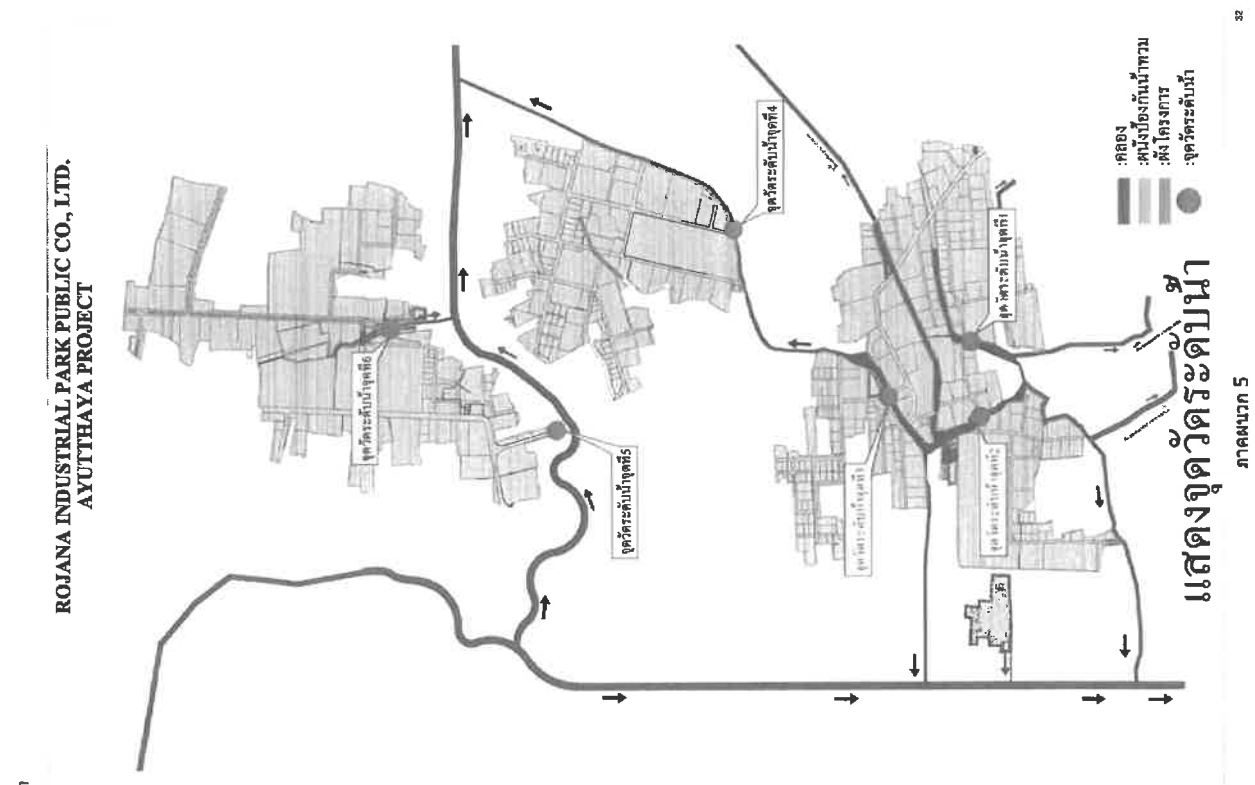 ROJANA INDUSTRIAL PARK PUBLIC CO., LTD.
AYUTTHAYA PROJECT
จุดวัดระดับน้ำจุดที่6
จุดวัดระดับน้ำจุดที่5
จุดวัดระดับน้ำจุดที่4
จุดวัดระดับน้ำจุดที่3
จุดวัดระดับน้ำจุดที่2
จุดวัดระดับน้ำจุดที่1
:คลอง
:ผนังป้องกันน้ำท่วม
:ผังโครงการ
:จุดวัดระดับน้ำ
แสดงจุดวัดระดับน้ำ
ภาคผนวก 5
32